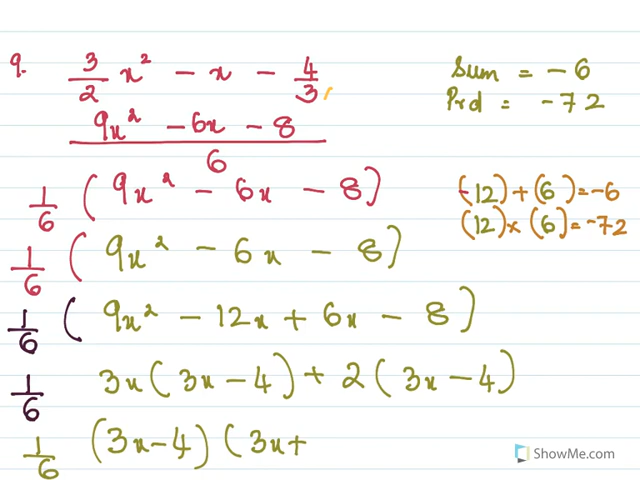 9. 3/2 x² - x - 4/3
Sum = -6
Prd = -72
(9x² - 6x - 8)/6
1/6 (9x² - 6x - 8)
(-12)+(6)=-6
(12)×(6)=-72
1/6 (9x² - 6x - 8)
1/6 (9x² - 12x + 6x - 8)
1/6 3x(3x-4)+2(3x-4)
1/6 (3x-4)(3x+
ShowMe.com